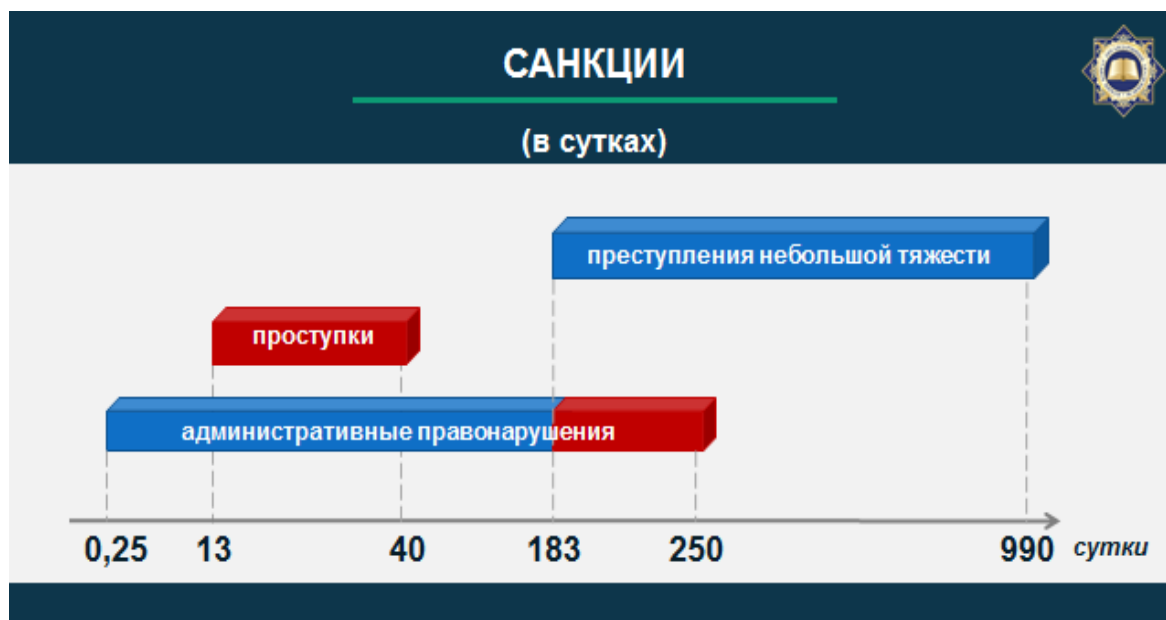 САНКЦИИ
(в сутках)
преступления небольшой тяжести
проступки
административные правонарушения
0,25 13 40 183 250 990 сутки